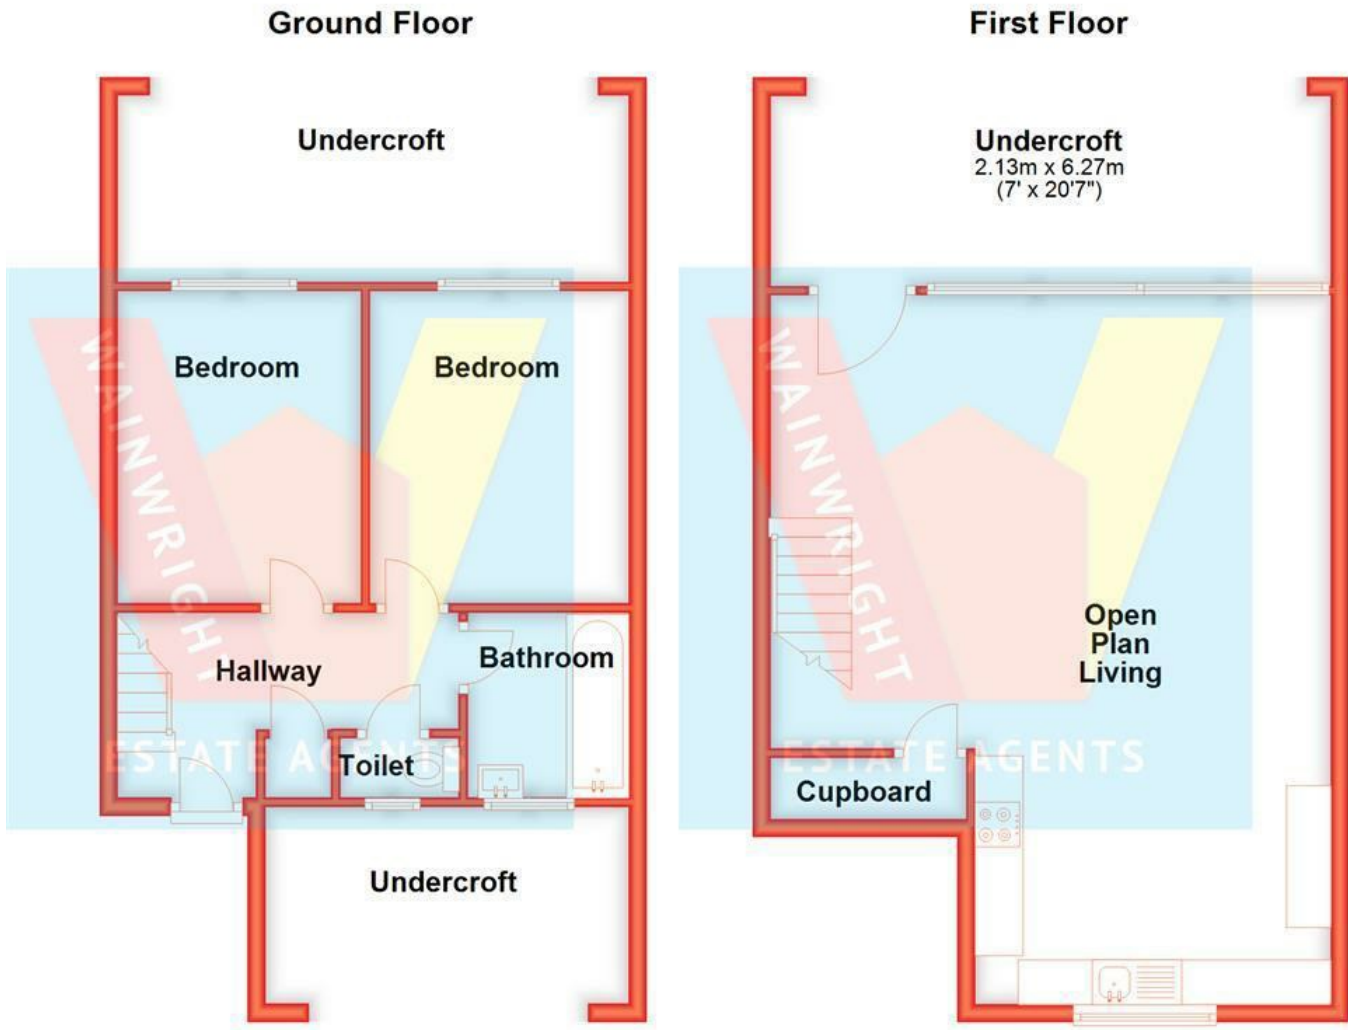 Ground Floor
First Floor
Undercroft
Undercroft
2.13m x 6.27m
(7' x 20'7")
Bedroom
Bedroom
WAINWRIGHT
WAINWRIGHT
Open
Plan
Living
Hallway
Bathroom
ESTATE AGENTS
ESTATE AGENTS
Toilet
Cupboard
Undercroft